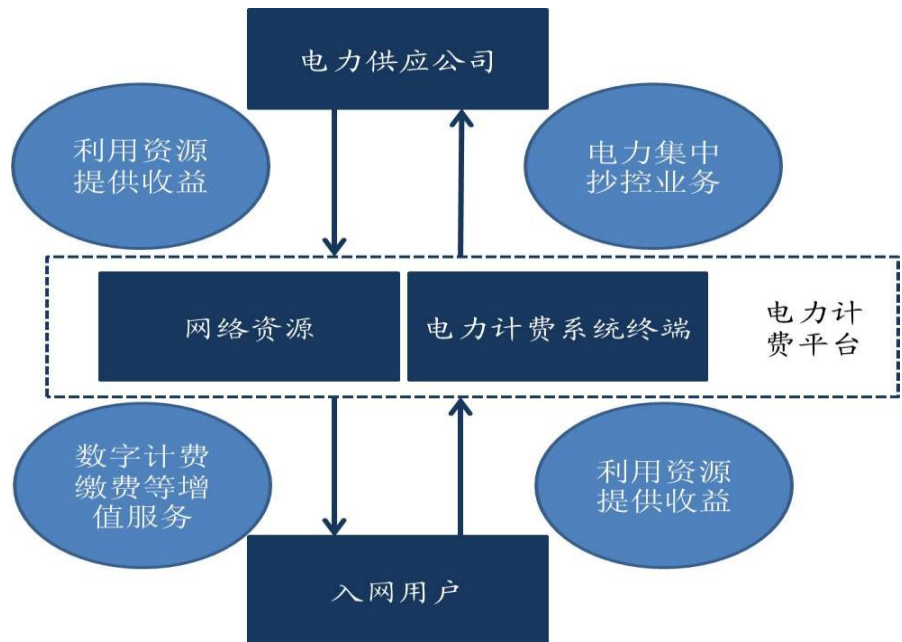 电力供应公司
利用资源
提供收益
电力集中
抄控业务
网络资源
电力计费系统终端
电力计
费平台
数字计费
缴费等增
值服务
利用资源
提供收益
入网用户